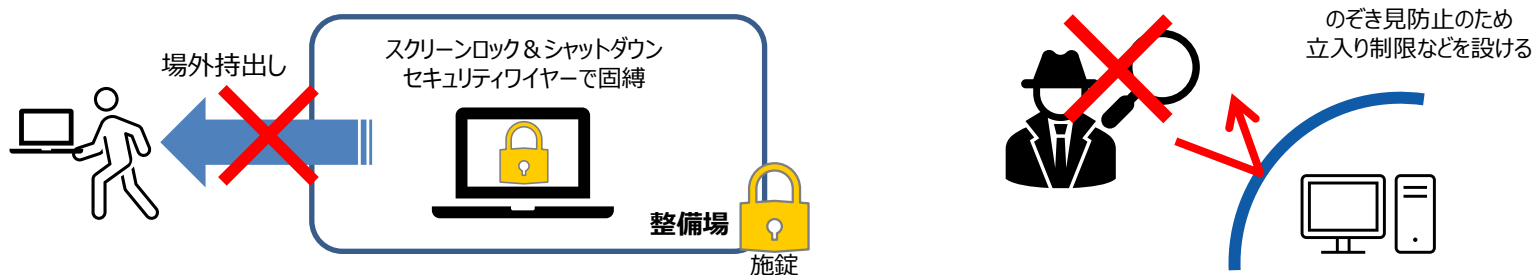 場外持出し
スクリーンロック＆シャットダウン
セキュリティワイヤーで固縛
整備場
施錠
のぞき見防止のため
立入り制限などを設ける